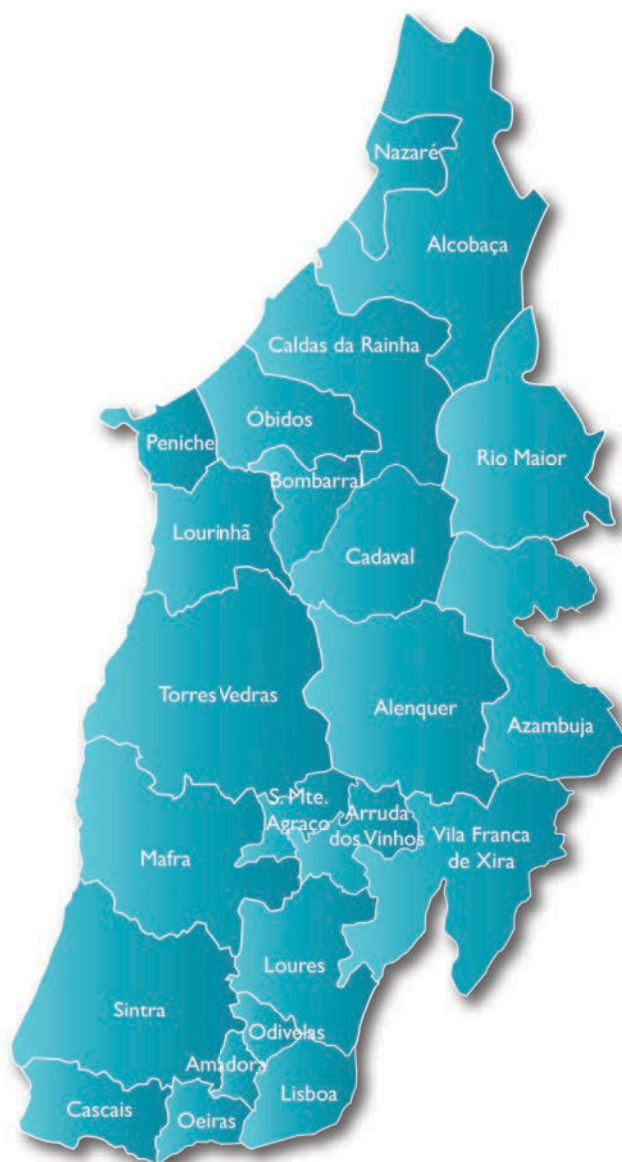 Nazaré
Alcobaça
Caldas da Rainha
Óbidos
Peniche
Rio Maior
Bombarral
Lourinhã
Cadaval
Torres Vedras
Alenquer
Azambuja
S. Mte.
Agraço
Arruda
dos Vinhos
Vila Franca
de Xira
Mafra
Loures
Sintra
Odivelas
Amadora
Lisboa
Cascais
Oeiras